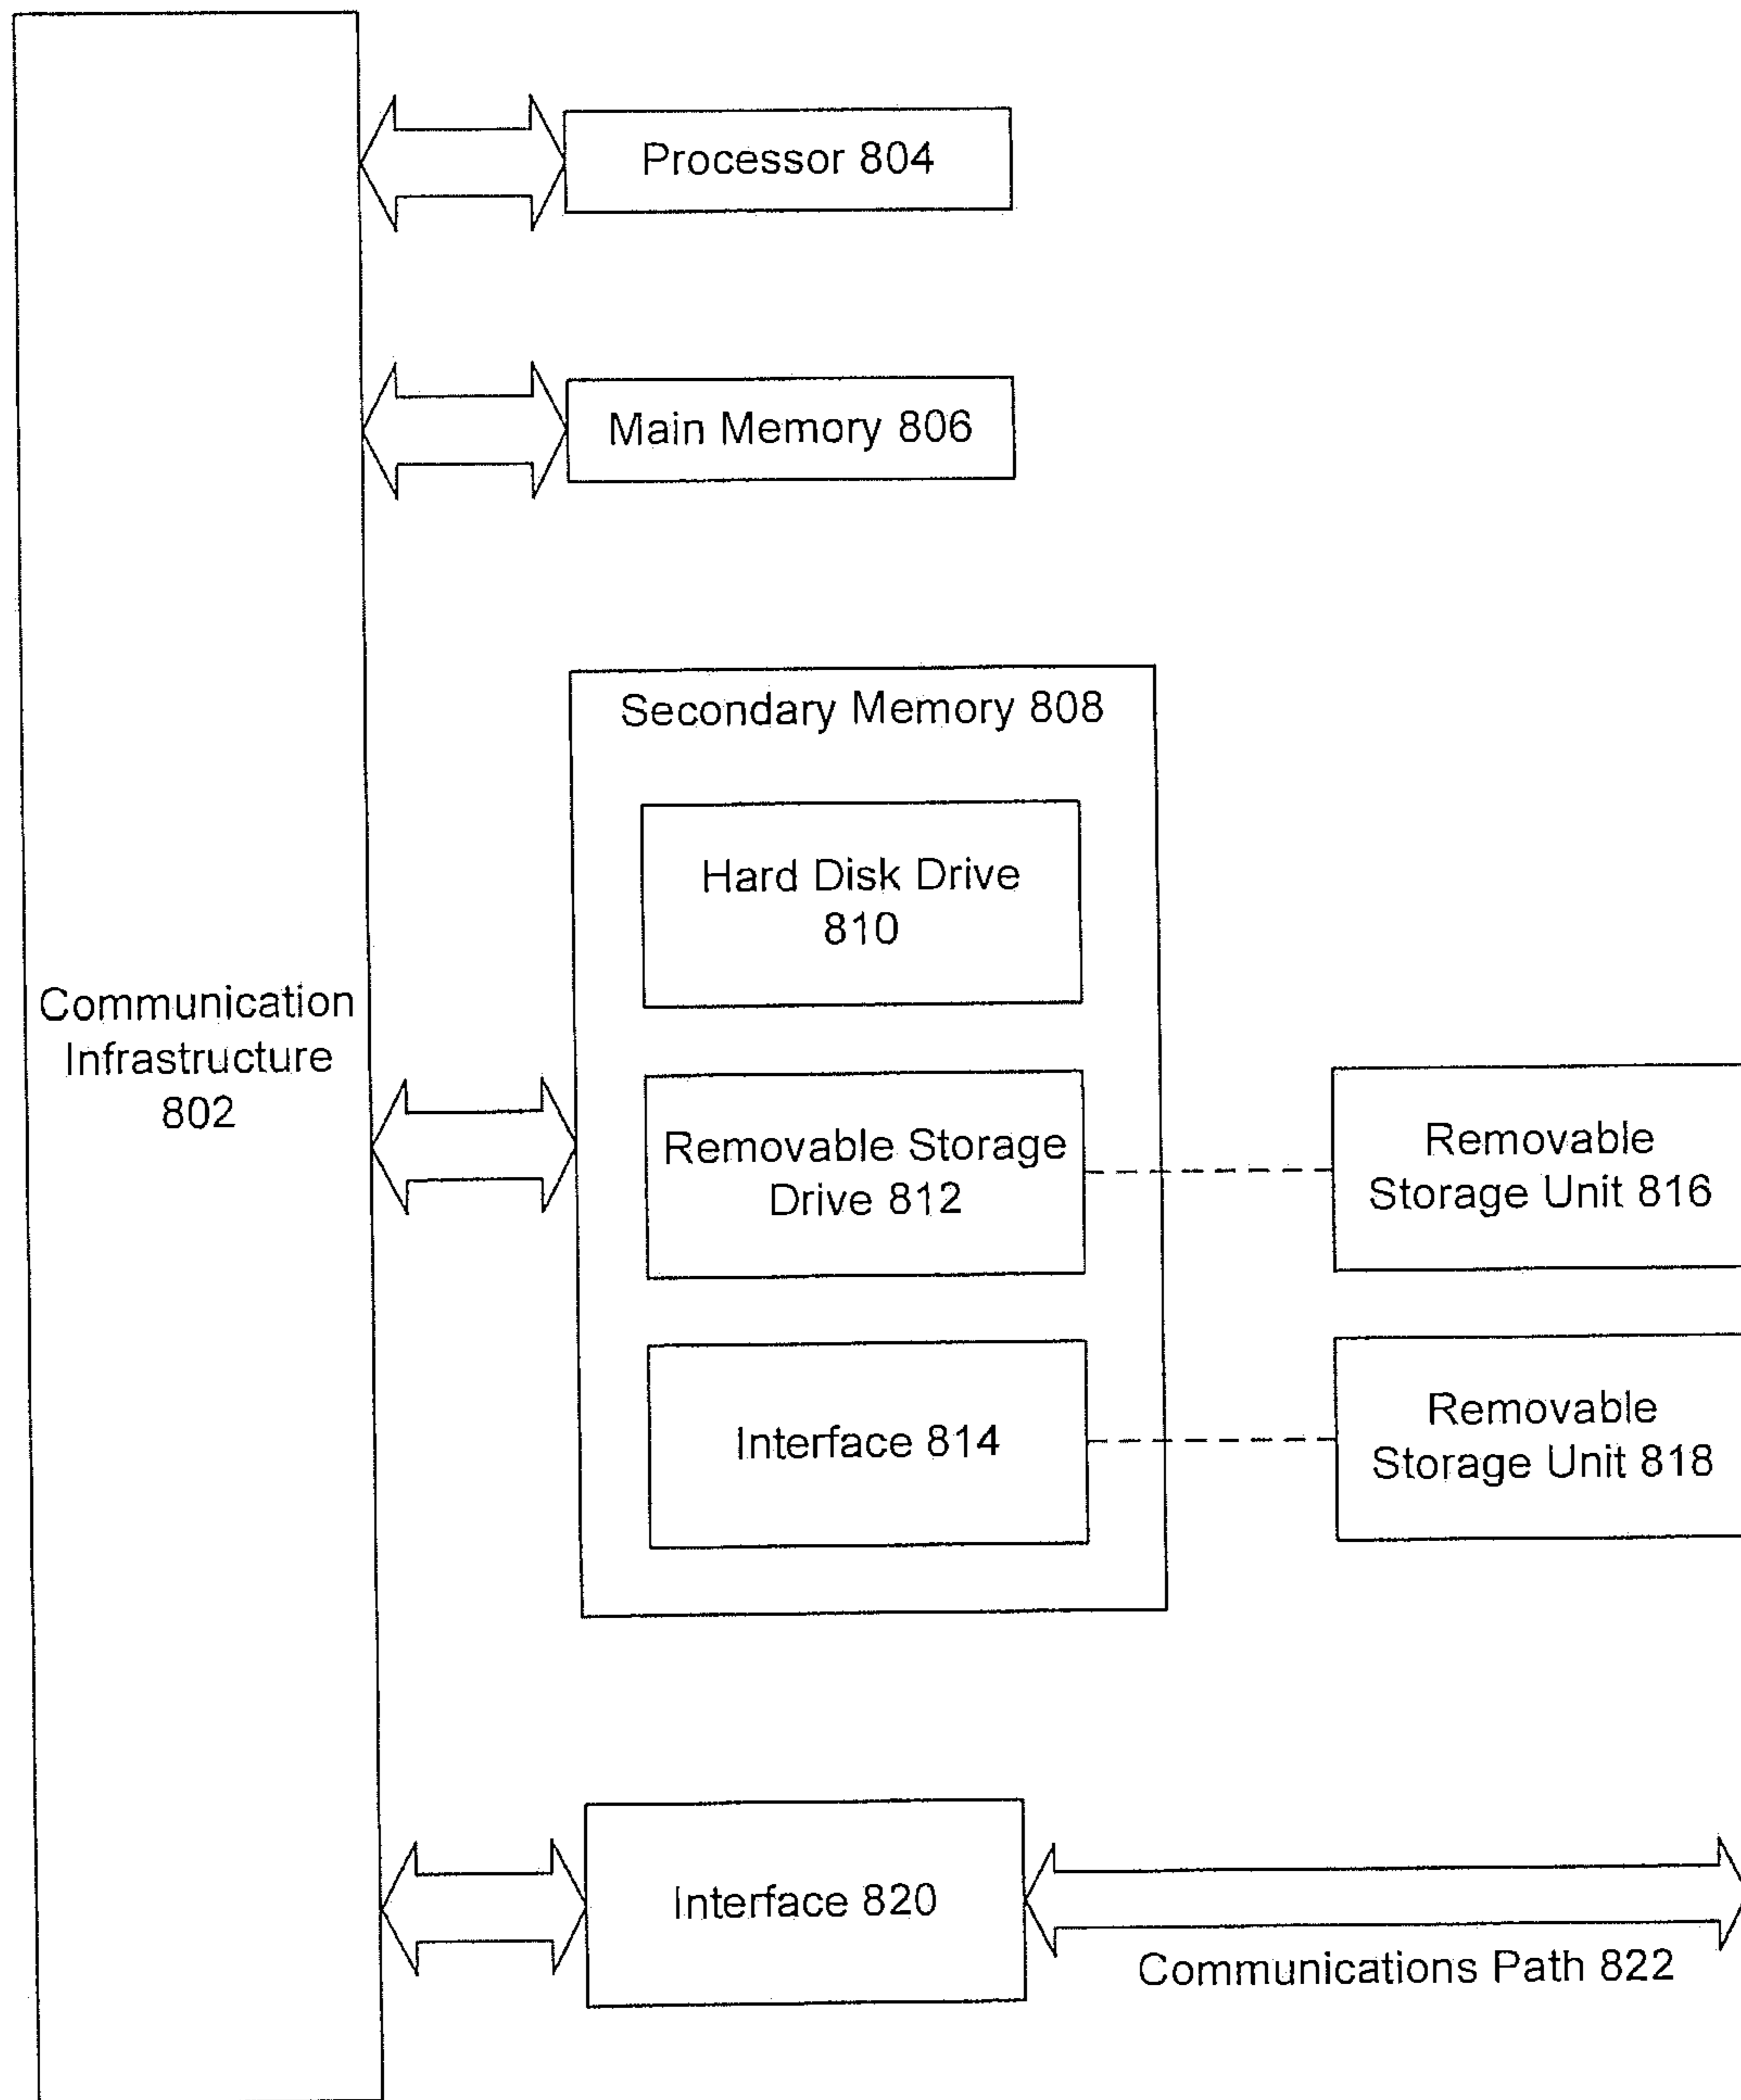 Processor 804
Main Memory 806
Secondary Memory 808
Hard Disk Drive
810
Communication
Infrastructure
802
Removable Storage
Drive 812
Removable
Storage Unit 816
Interface 814
Removable
Storage Unit 818
Interface 820
Communications Path 822